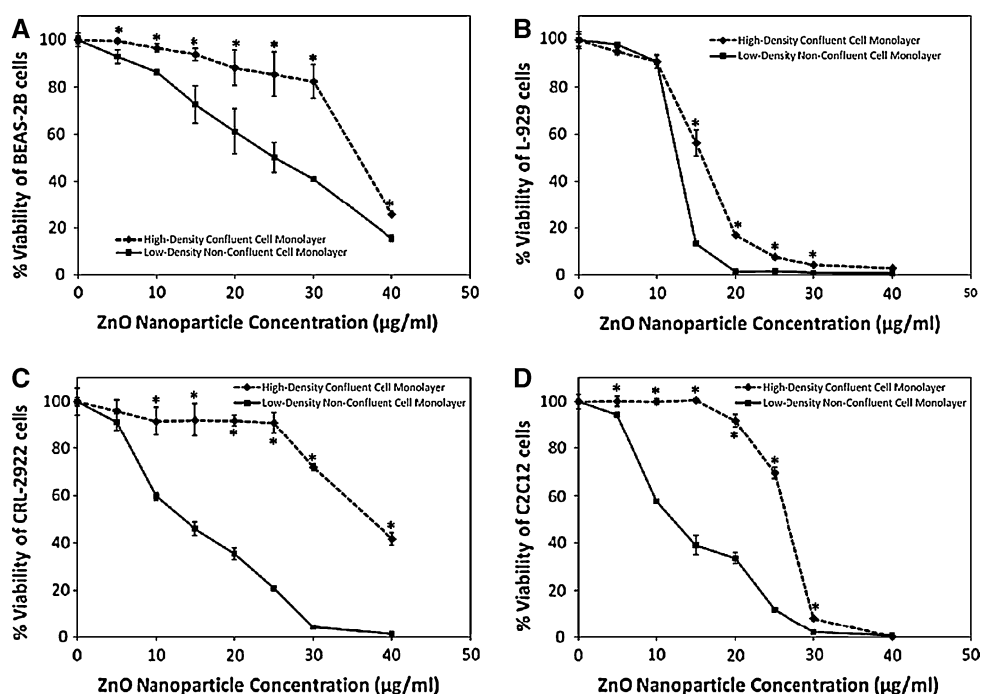 A
% Viability of BEAS-2B cells
100
80
60
40
20
0
* * * * * * *
High-Density Confluent Cell Monolayer
Low-Density Non-Confluent Cell Monolayer
0 10 20 30 40 50
ZnO Nanoparticle Concentration (µg/ml)
B
% Viability of L-929 cells
100
80
60
40
20
0
High-Density Confluent Cell Monolayer
Low-Density Non-Confluent Cell Monolayer
* * * *
0 10 20 30 40 50
ZnO Nanoparticle Concentration (µg/ml)
C
% Viability of CRL-2922 cells
100
80
60
40
20
0
High-Density Confluent Cell Monolayer
Low-Density Non-Confluent Cell Monolayer
* * * * * *
0 10 20 30 40 50
ZnO Nanoparticle Concentration (µg/ml)
D
% Viability of C2C12 cells
100
80
60
40
20
0
High-Density Confluent Cell Monolayer
Low-Density Non-Confluent Cell Monolayer
* * * * * *
0 10 20 30 40 50
ZnO Nanoparticle Concentration (µg/ml)